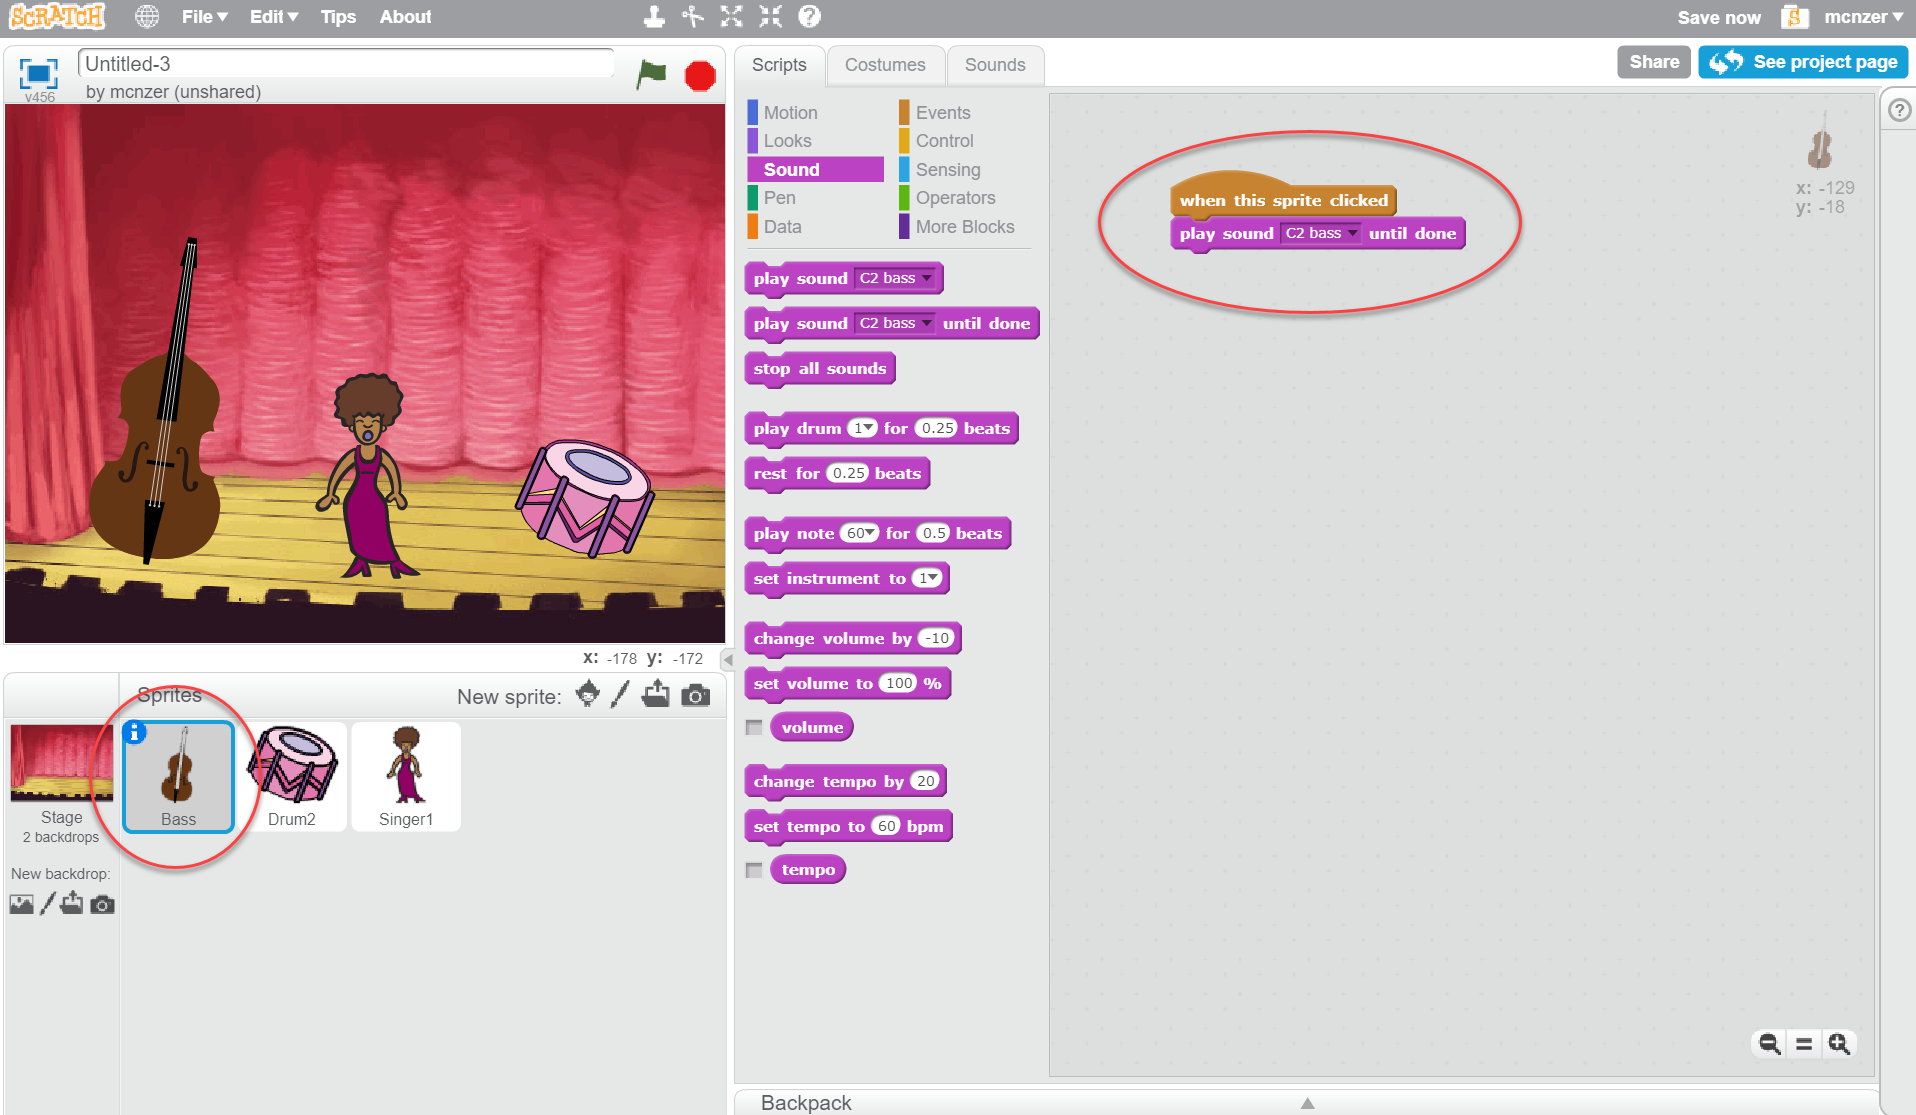 SCRATCH File Edit Tips About Save now S mcnzer
Untitled-3
by mcnzer (unshared)
v456
Scripts Costumes Sounds
Share See project page
Motion Events
Looks Control
Sound Sensing
Pen Operators
Data More Blocks
play sound C2 bass
play sound C2 bass until done
stop all sounds
play drum 1 for 0.25 beats
rest for 0.25 beats
play note 60 for 0.5 beats
set instrument to 1
change volume by -10
set volume to 100 %
volume
change tempo by 20
set tempo to 60 bpm
tempo
when this sprite clicked
play sound C2 bass until done
x: -129
y: -18
?
x: -178 y: -172
Sprites New sprite:
i
Stage
2 backdrops
Bass Drum2 Singer1
New backdrop:
Backpack